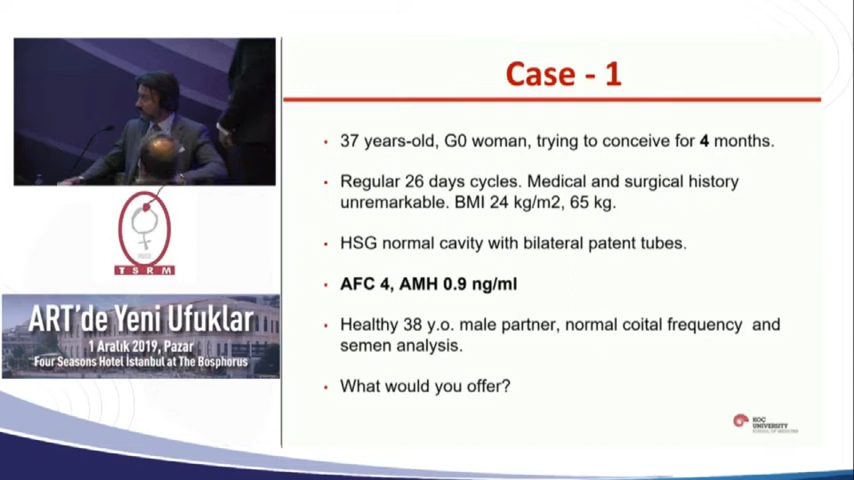 Case - 1
37 years-old, G0 woman, trying to conceive for 4 months.
Regular 26 days cycles. Medical and surgical history
unremarkable. BMI 24 kg/m2, 65 kg.
HSG normal cavity with bilateral patent tubes.
AFC 4, AMH 0.9 ng/ml
Healthy 38 y.o. male partner, normal coital frequency and
semen analysis.
What would you offer?
TSRM
ART'de Yeni Ufuklar
1 Aralık 2019, Pazar
Four Seasons Hotel İstanbul at The Bosphorus
KOÇ
UNIVERSITY
SCHOOL OF MEDICINE